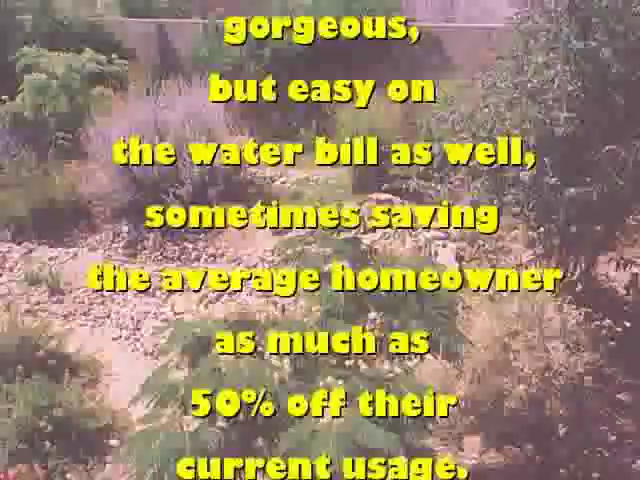 gorgeous,
but easy on
the water bill as well,
sometimes saving
the average homeowner
as much as
50% off their
current usage.